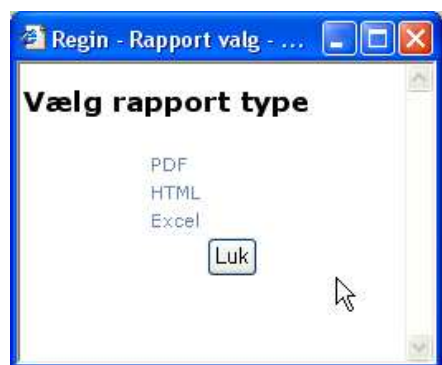 Regin - Rapport valg - ...
Vælg rapport type
PDF
HTML
Excel
Luk